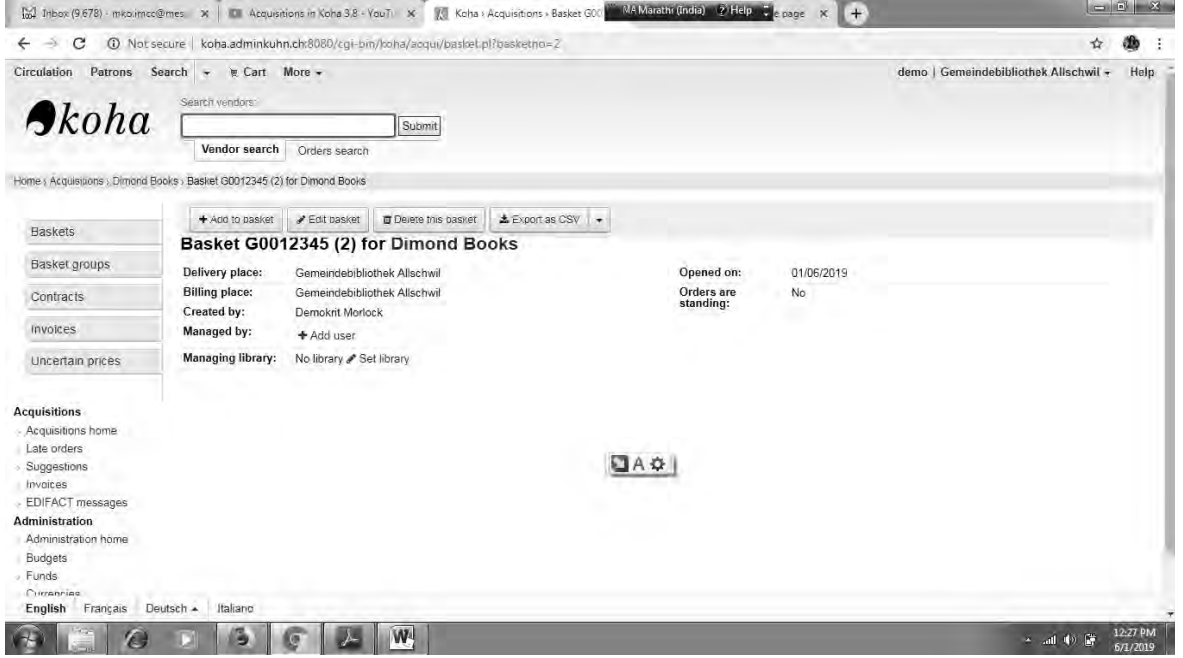 Inbox (9,678) - mko.imcc@mes
Acquisitions in Koha 3.8 - YouTu
Koha › Acquisitions › Basket G00
MA Marathi (India) Help
e page
Not secure | koha.adminkuhn.ch:8080/cgi-bin/koha/acqui/basket.pl?basketno=2
Circulation Patrons Search Cart More
demo | Gemeindebibliothek Allschwil Help
koha
Search vendors:
Submit
Vendor search Orders search
Home › Acquisitions › Dimond Books › Basket G0012345 (2) for Dimond Books
Baskets
Basket groups
Contracts
Invoices
Uncertain prices
Acquisitions
Acquisitions home
Late orders
Suggestions
Invoices
EDIFACT messages
Administration
Administration home
Budgets
Funds
Currencies
+ Add to basket Edit basket Delete this basket Export as CSV
Basket G0012345 (2) for Dimond Books
Delivery place: Gemeindebibliothek Allschwil
Billing place: Gemeindebibliothek Allschwil
Created by: Demokrit Morlock
Managed by: + Add user
Managing library: No library Set library
Opened on: 01/06/2019
Orders are standing: No
A
English Français Deutsch Italiano
W
12:27 PM
6/1/2019